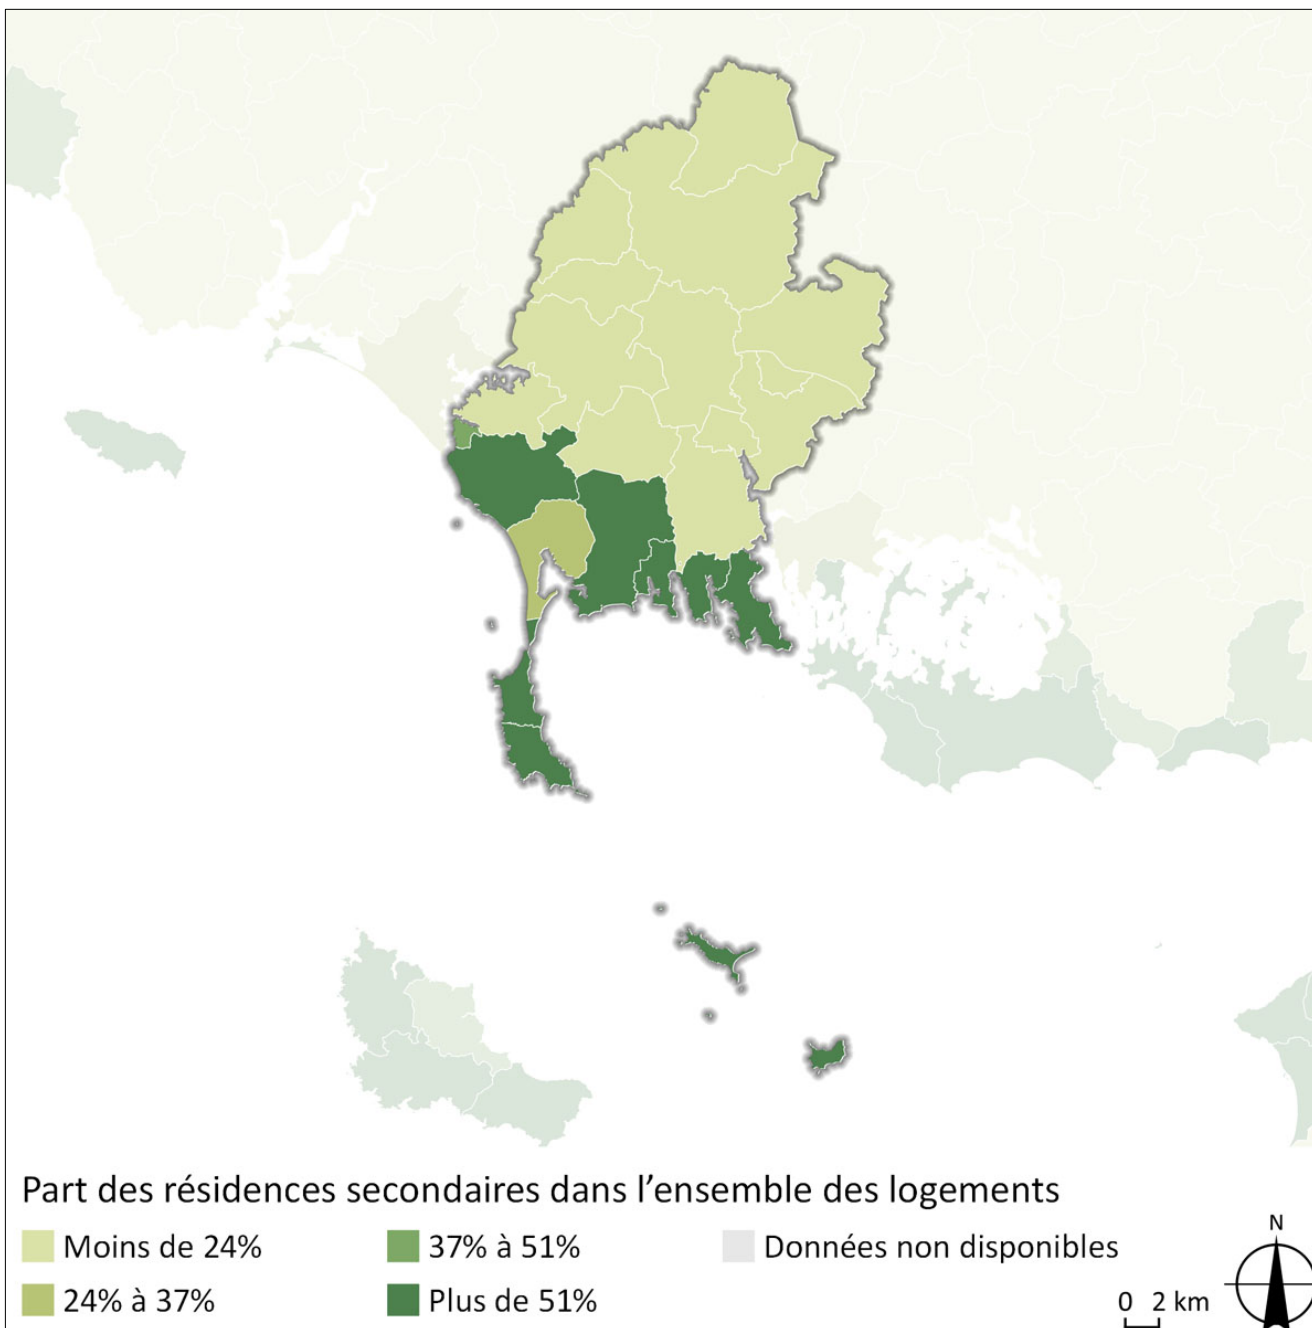 Part des résidences secondaires dans l’ensemble des logements
Moins de 24%
37% à 51%
Données non disponibles
24% à 37%
Plus de 51%
0 2 km
N